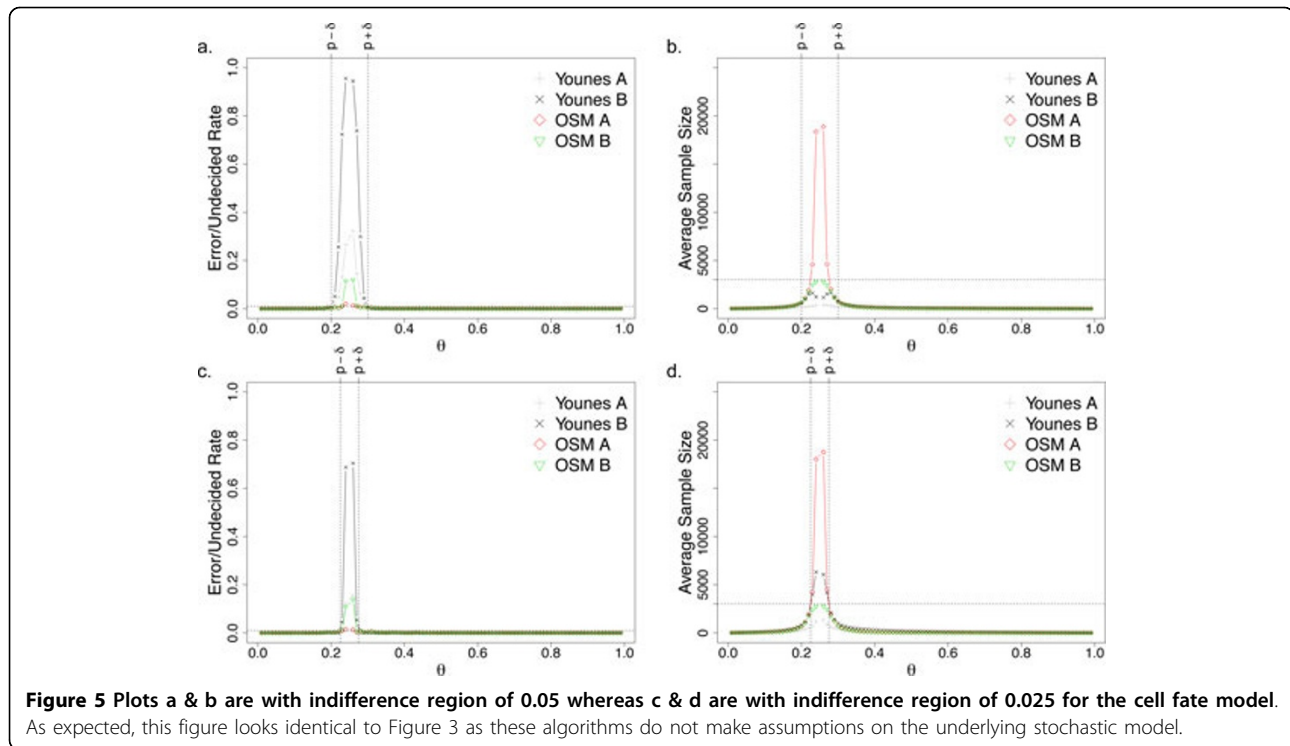 a.
p−δ
p+δ
Error/Undecided Rate
1.0
0.8
0.6
0.4
0.2
0.0
Younes A
Younes B
OSM A
OSM B
0.0 0.2 0.4 0.6 0.8 1.0
θ
b.
p−δ
p+δ
Average Sample Size
20000
10000
5000
0
Younes A
Younes B
OSM A
OSM B
0.0 0.2 0.4 0.6 0.8 1.0
θ
c.
p−δ
p+δ
Error/Undecided Rate
1.0
0.8
0.6
0.4
0.2
0.0
Younes A
Younes B
OSM A
OSM B
0.0 0.2 0.4 0.6 0.8 1.0
θ
d.
p−δ
p+δ
Average Sample Size
20000
10000
5000
0
Younes A
Younes B
OSM A
OSM B
0.0 0.2 0.4 0.6 0.8 1.0
θ
Figure 5 Plots a & b are with indifference region of 0.05 whereas c & d are with indifference region of 0.025 for the cell fate model.
As expected, this figure looks identical to Figure 3 as these algorithms do not make assumptions on the underlying stochastic model.